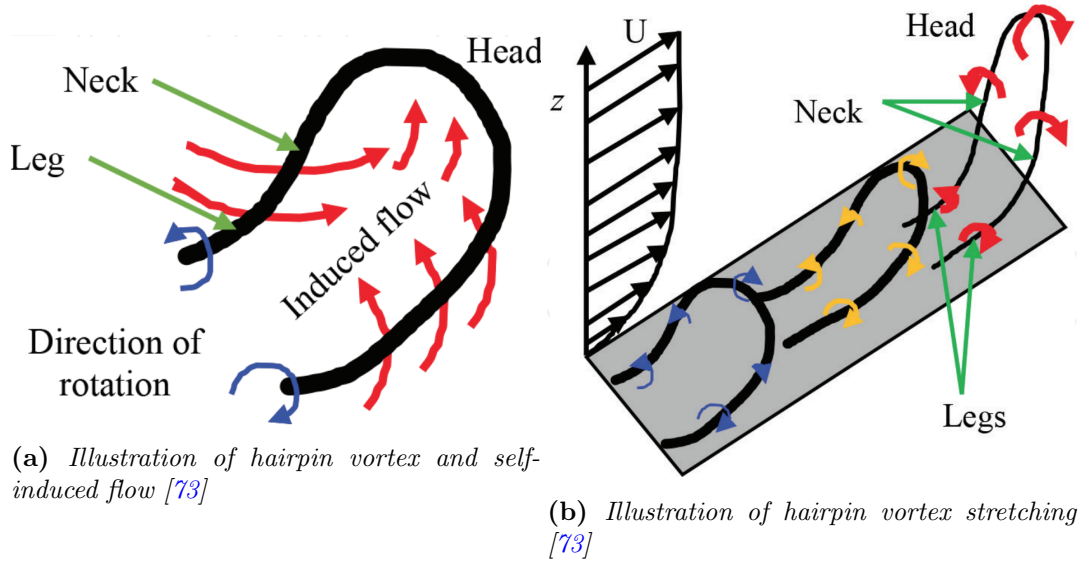 Head
Neck
Leg
Induced flow
Direction of
rotation
(a) Illustration of hairpin vortex and self-
induced flow [73]
U
z
Head
Neck
Legs
(b) Illustration of hairpin vortex stretching
[73]